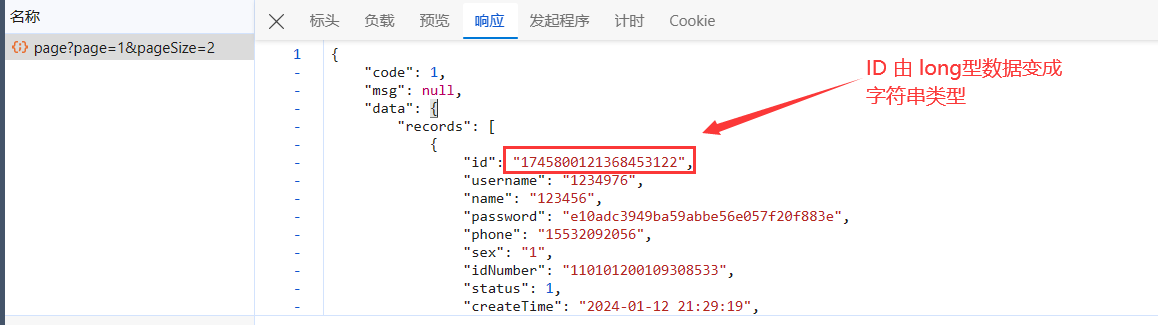 名称
page?page=1&pageSize=2
标头 负载 预览 响应 发起程序 计时 Cookie
1 {
- "code": 1,
- "msg": null,
- "data": {
- "records": [
- {
- "id": "1745800121368453122",
- "username": "1234976",
- "name": "123456",
- "password": "e10adc3949ba59abbe56e057f20f883e",
- "phone": "15532092056",
- "sex": "1",
- "idNumber": "110101200109308533",
- "status": 1,
- "createTime": "2024-01-12 21:29:19",
ID 由 long型数据变成
字符串类型